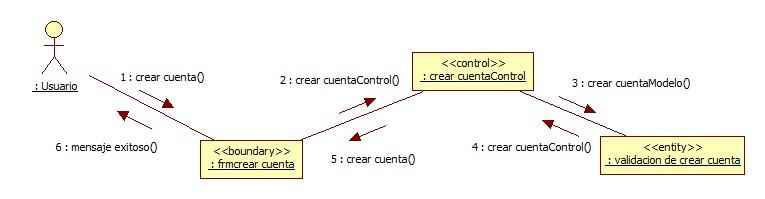 : Usuario
1 : crear cuenta()
6 : mensaje exitoso()
<<boundary>>
: frmcrear cuenta
2 : crear cuentaControl()
5 : crear cuenta()
<<control>>
: crear cuentaControl
3 : crear cuentaModelo()
4 : crear cuentaControl()
<<entity>>
: validacion de crear cuenta